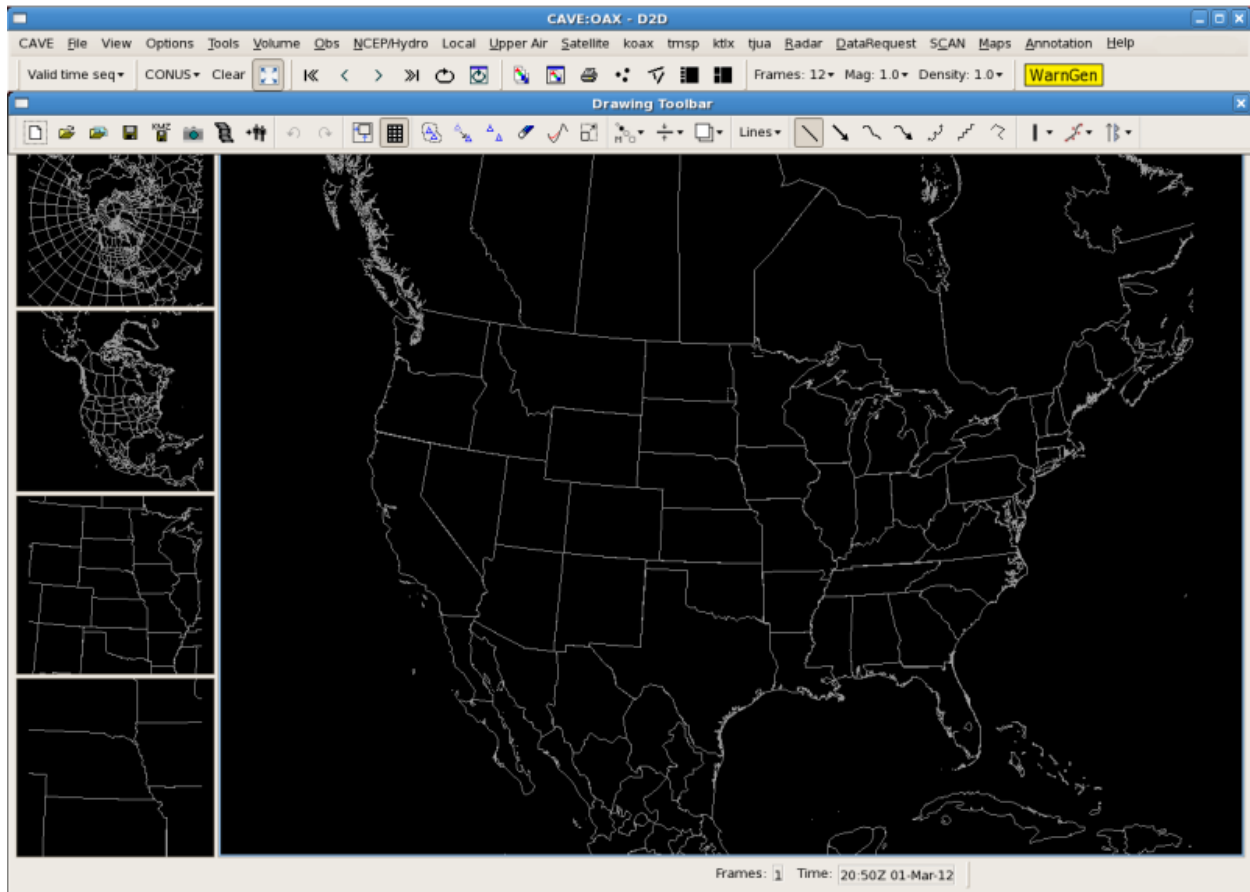 CAVE:OAX - D2D
CAVE File View Options Tools Volume Obs NCEP/Hydro Local Upper Air Satellite koax tmsp ktlx tjua Radar DataRequest SCAN Maps Annotation Help
Valid time seq CONUS Clear Frames: 12 Mag: 1.0 Density: 1.0 WarnGen
Drawing Toolbar
KMZ M Lines
Frames: 1 Time: 20:50Z 01-Mar-12